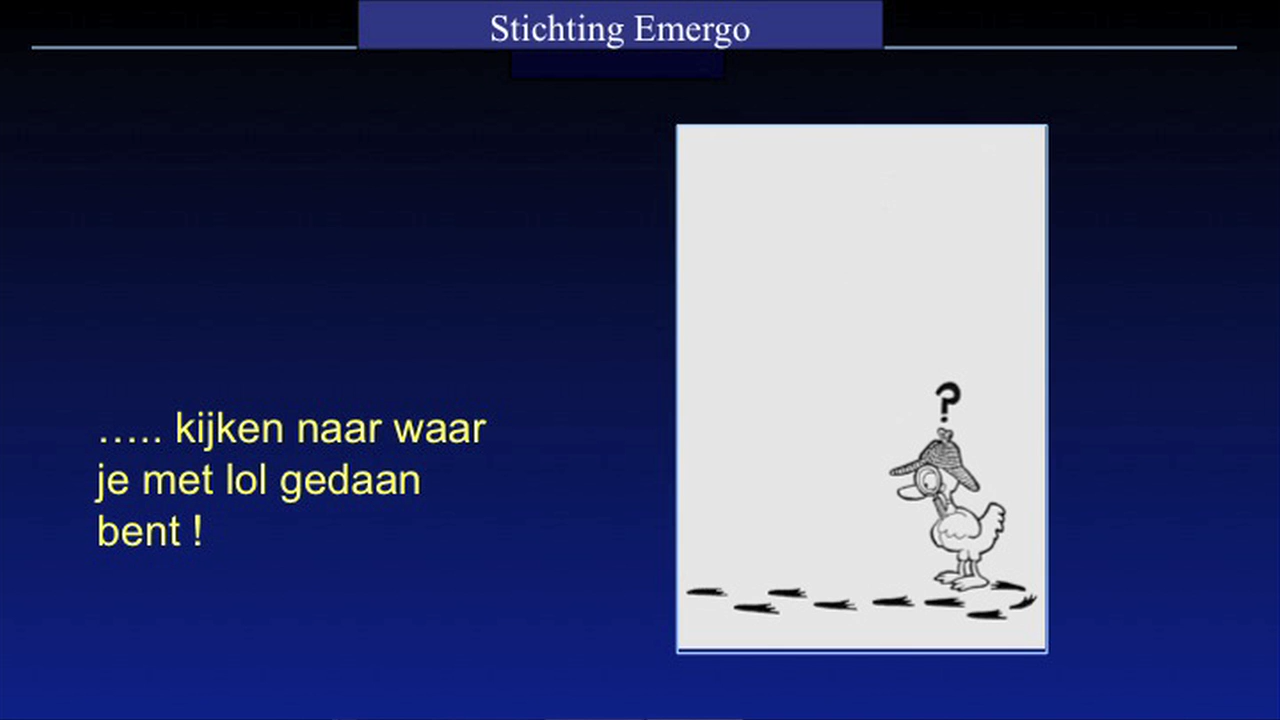 Stichting Emergo
….. kijken naar waar
je met lol gedaan
bent !
?